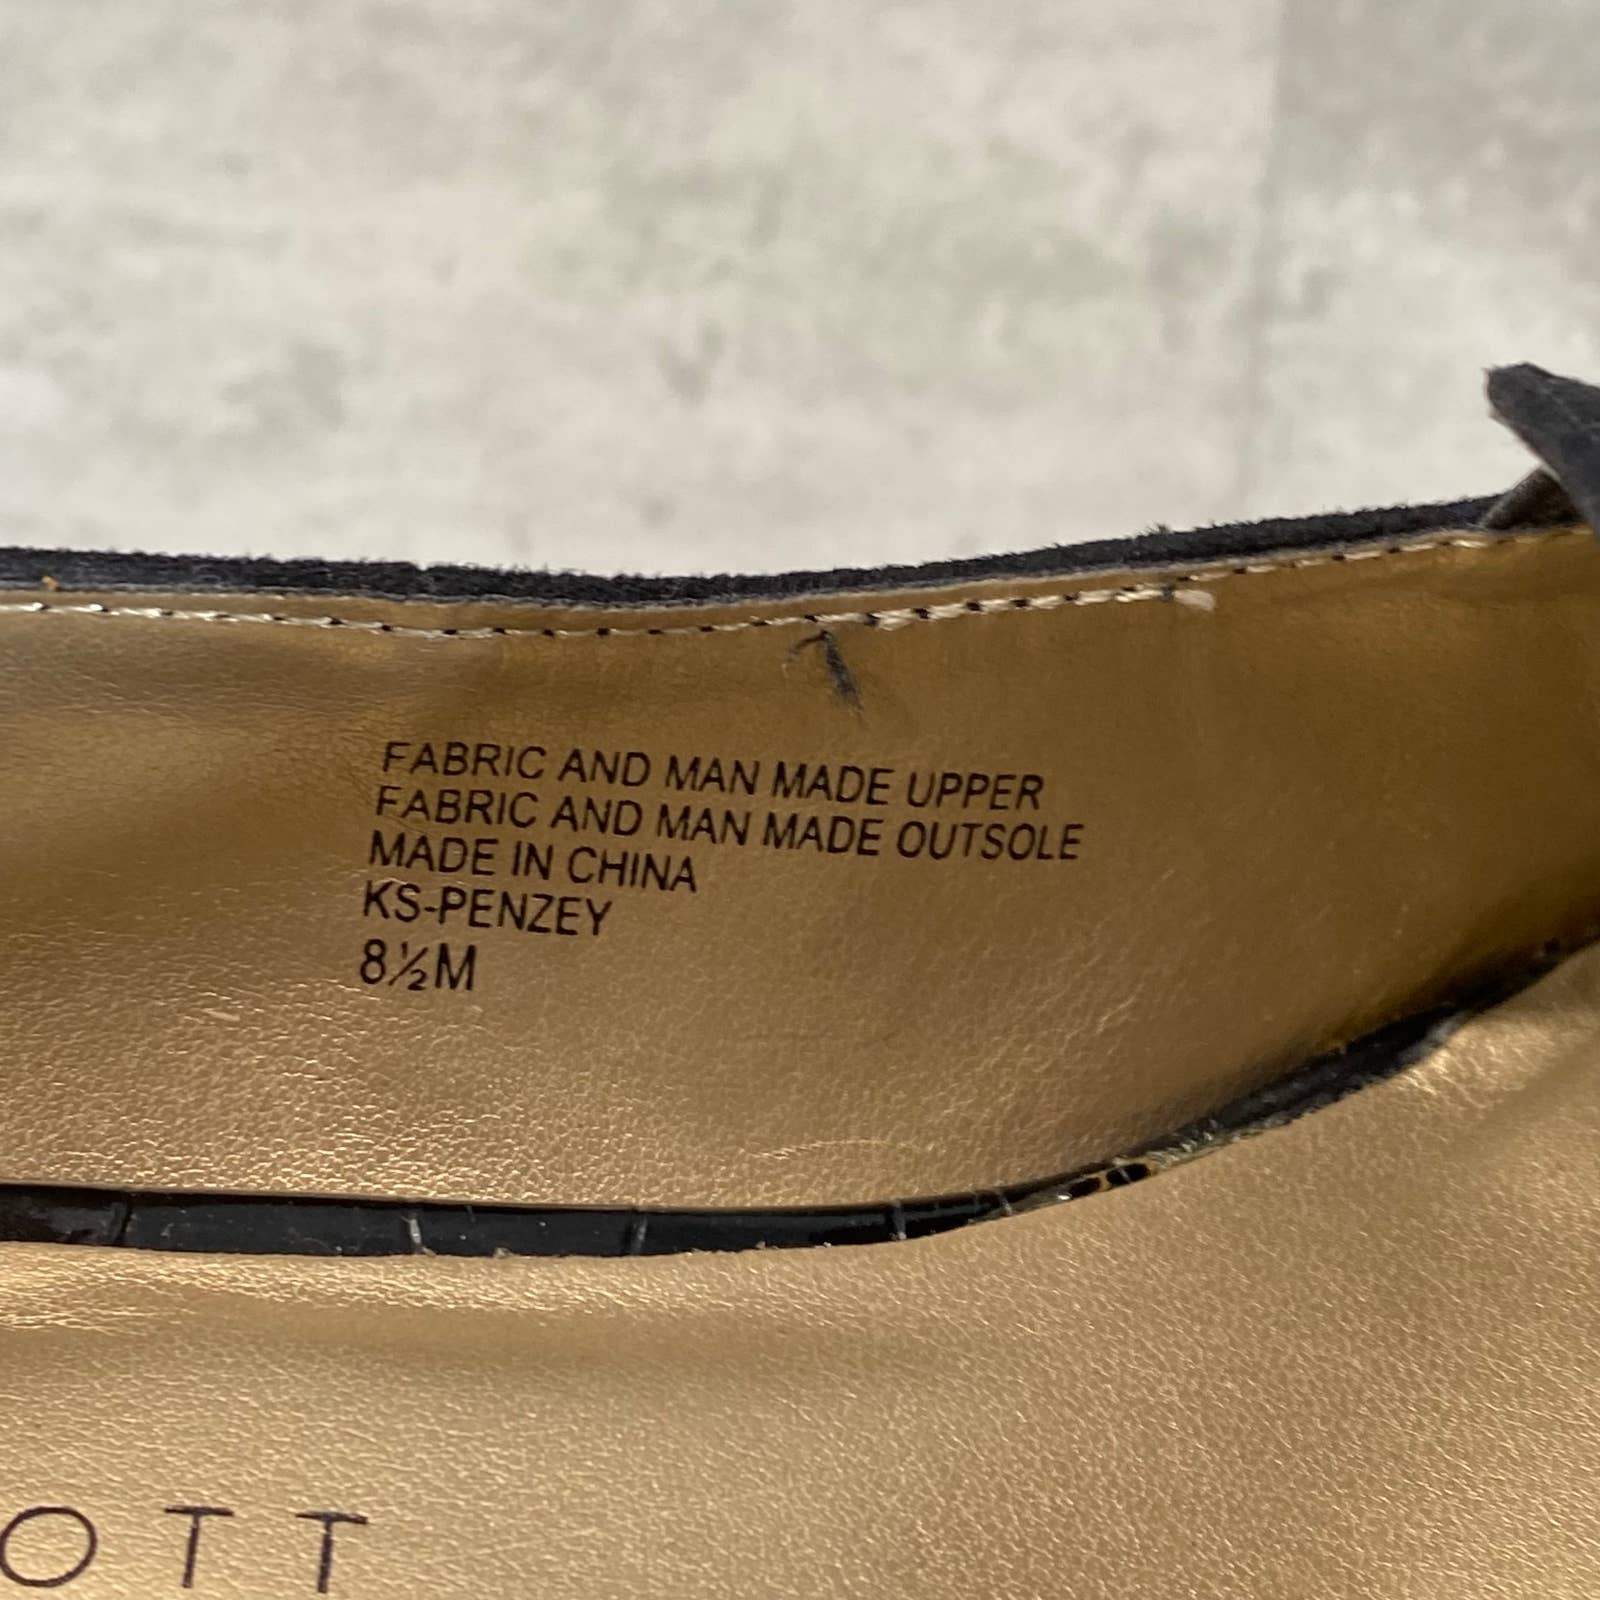 FABRIC AND MAN MADE UPPER
FABRIC AND MAN MADE OUTSOLE
MADE IN CHINA
KS-PENZEY
8½M
OTT